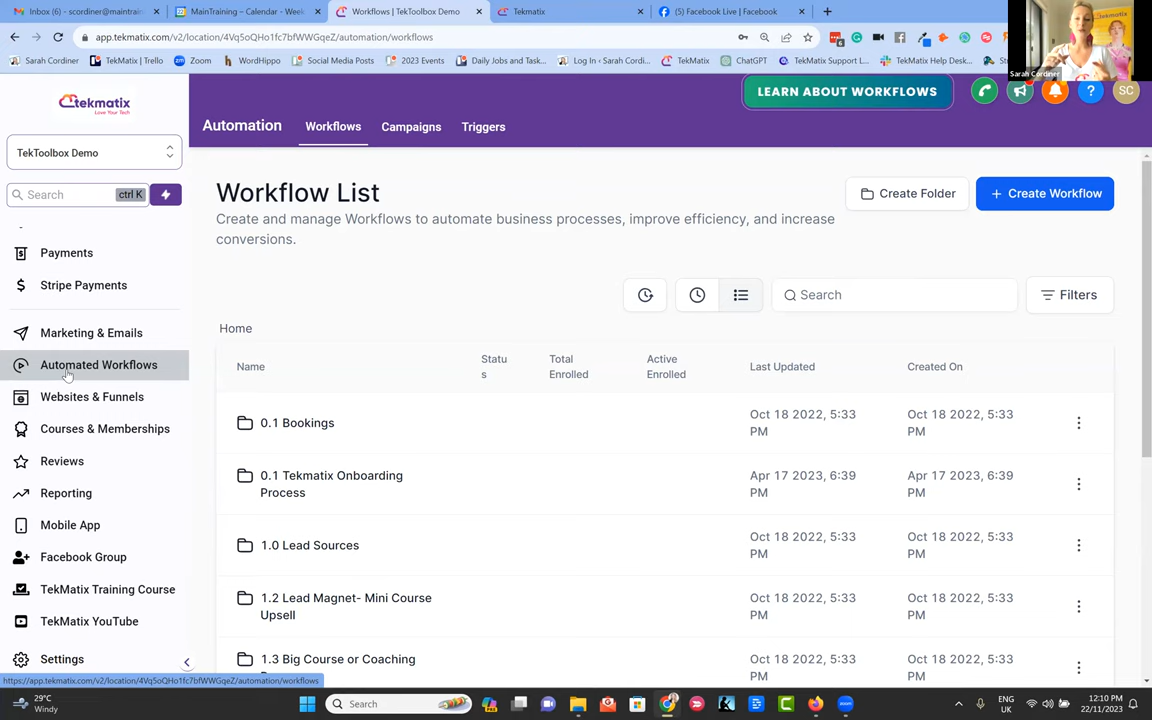 Inbox (6) - scordiner@maintrain
MainTraining – Calendar - Week
Workflows | TekToolbox Demo
Tekmatix
(5) Facebook Live | Facebook
app.tekmatix.com/v2/location/4Vq5oQHo1fc7bfWWGqeZ/automation/workflows
Sarah Cordiner
TekMatix | Trello
Zoom
WordHippo
Social Media Posts
2023 Events
Daily Jobs and Task...
Log In ‹ Sarah Cordi...
TekMatix
ChatGPT
TekMatix Support L...
TekMatix Help Desk...
Tekmatix
Sarah Cordiner
tekmatix
Love Your Tech
LEARN ABOUT WORKFLOWS
SC
Automation
Workflows
Campaigns
Triggers
TekToolbox Demo
Search
ctrl K
Payments
Stripe Payments
Marketing & Emails
Automated Workflows
Websites & Funnels
Courses & Memberships
Reviews
Reporting
Mobile App
Facebook Group
TekMatix Training Course
TekMatix YouTube
Settings
Workflow List
Create and manage Workflows to automate business processes, improve efficiency, and increase
conversions.
Create Folder
+ Create Workflow
Search
Filters
Home
Name
Statu
s
Total
Enrolled
Active
Enrolled
Last Updated
Created On
0.1 Bookings
Oct 18 2022, 5:33
PM
Oct 18 2022, 5:33
PM
0.1 Tekmatix Onboarding
Process
Apr 17 2023, 6:39
PM
Apr 17 2023, 6:39
PM
1.0 Lead Sources
Oct 18 2022, 5:33
PM
Oct 18 2022, 5:33
PM
1.2 Lead Magnet- Mini Course
Upsell
Oct 18 2022, 5:33
PM
Oct 18 2022, 5:33
PM
1.3 Big Course or Coaching
Oct 18 2022, 5:33
Oct 18 2022, 5:33
https://app.tekmatix.com/v2/location/4Vq5oQHo1fc7bfWWGqeZ/automation/workflows
29°C
Windy
Search
ENG
UK
12:10 PM
22/11/2023